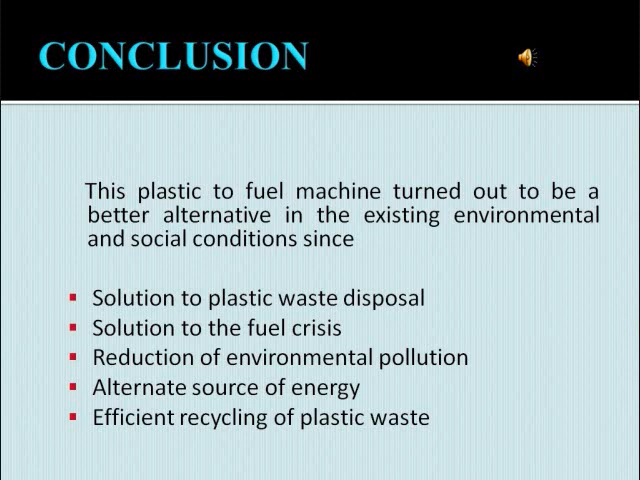 CONCLUSION
This plastic to fuel machine turned out to be a
better alternative in the existing environmental
and social conditions since
▪ Solution to plastic waste disposal
▪ Solution to the fuel crisis
▪ Reduction of environmental pollution
▪ Alternate source of energy
▪ Efficient recycling of plastic waste